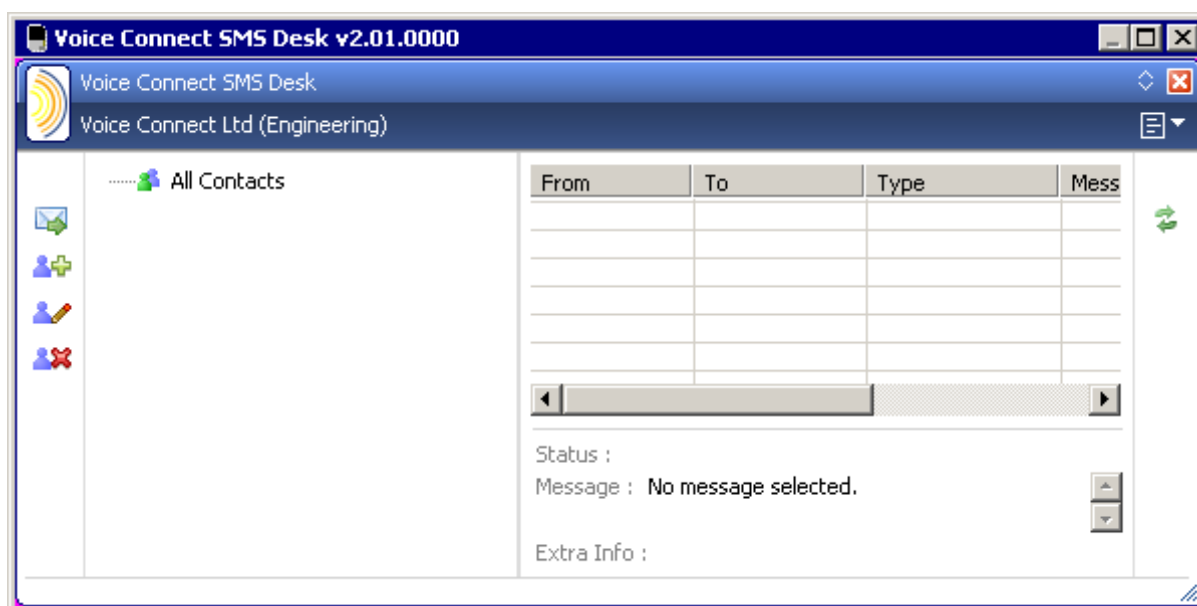 Voice Connect SMS Desk v2.01.0000
Voice Connect SMS Desk
Voice Connect Ltd (Engineering)
All Contacts
From To Type Mess
Status :
Message : No message selected.
Extra Info :